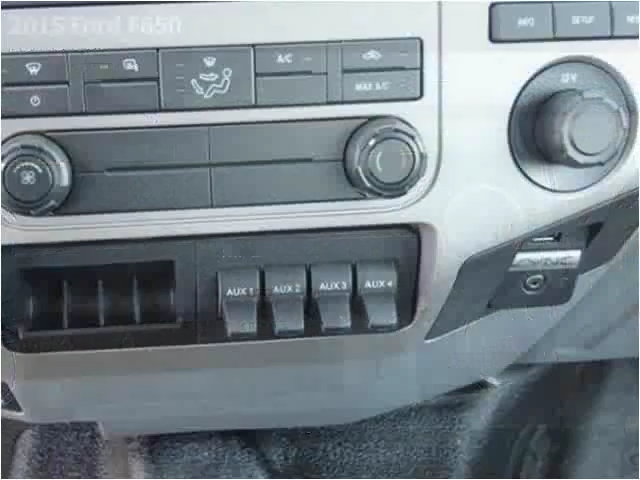 2015 Ford F650
INFO SETUP
A/C
MAX A/C
12V
AUX 1 AUX 2 AUX 3 AUX 4
SYNC